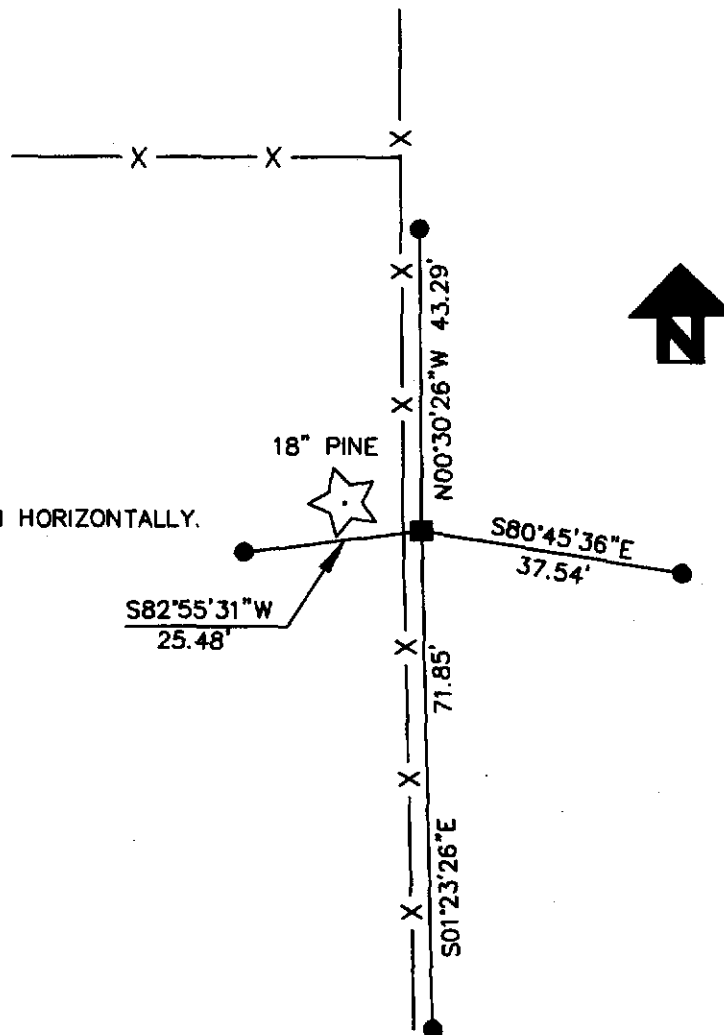 X
X X
X
N00°30'26"W 43.29'
N
X
18" PINE
HORIZONTALLY.
S80°45'36"E
37.54'
S82°55'31"W
25.48'
X
71.85'
X
S01°23'26"E
X